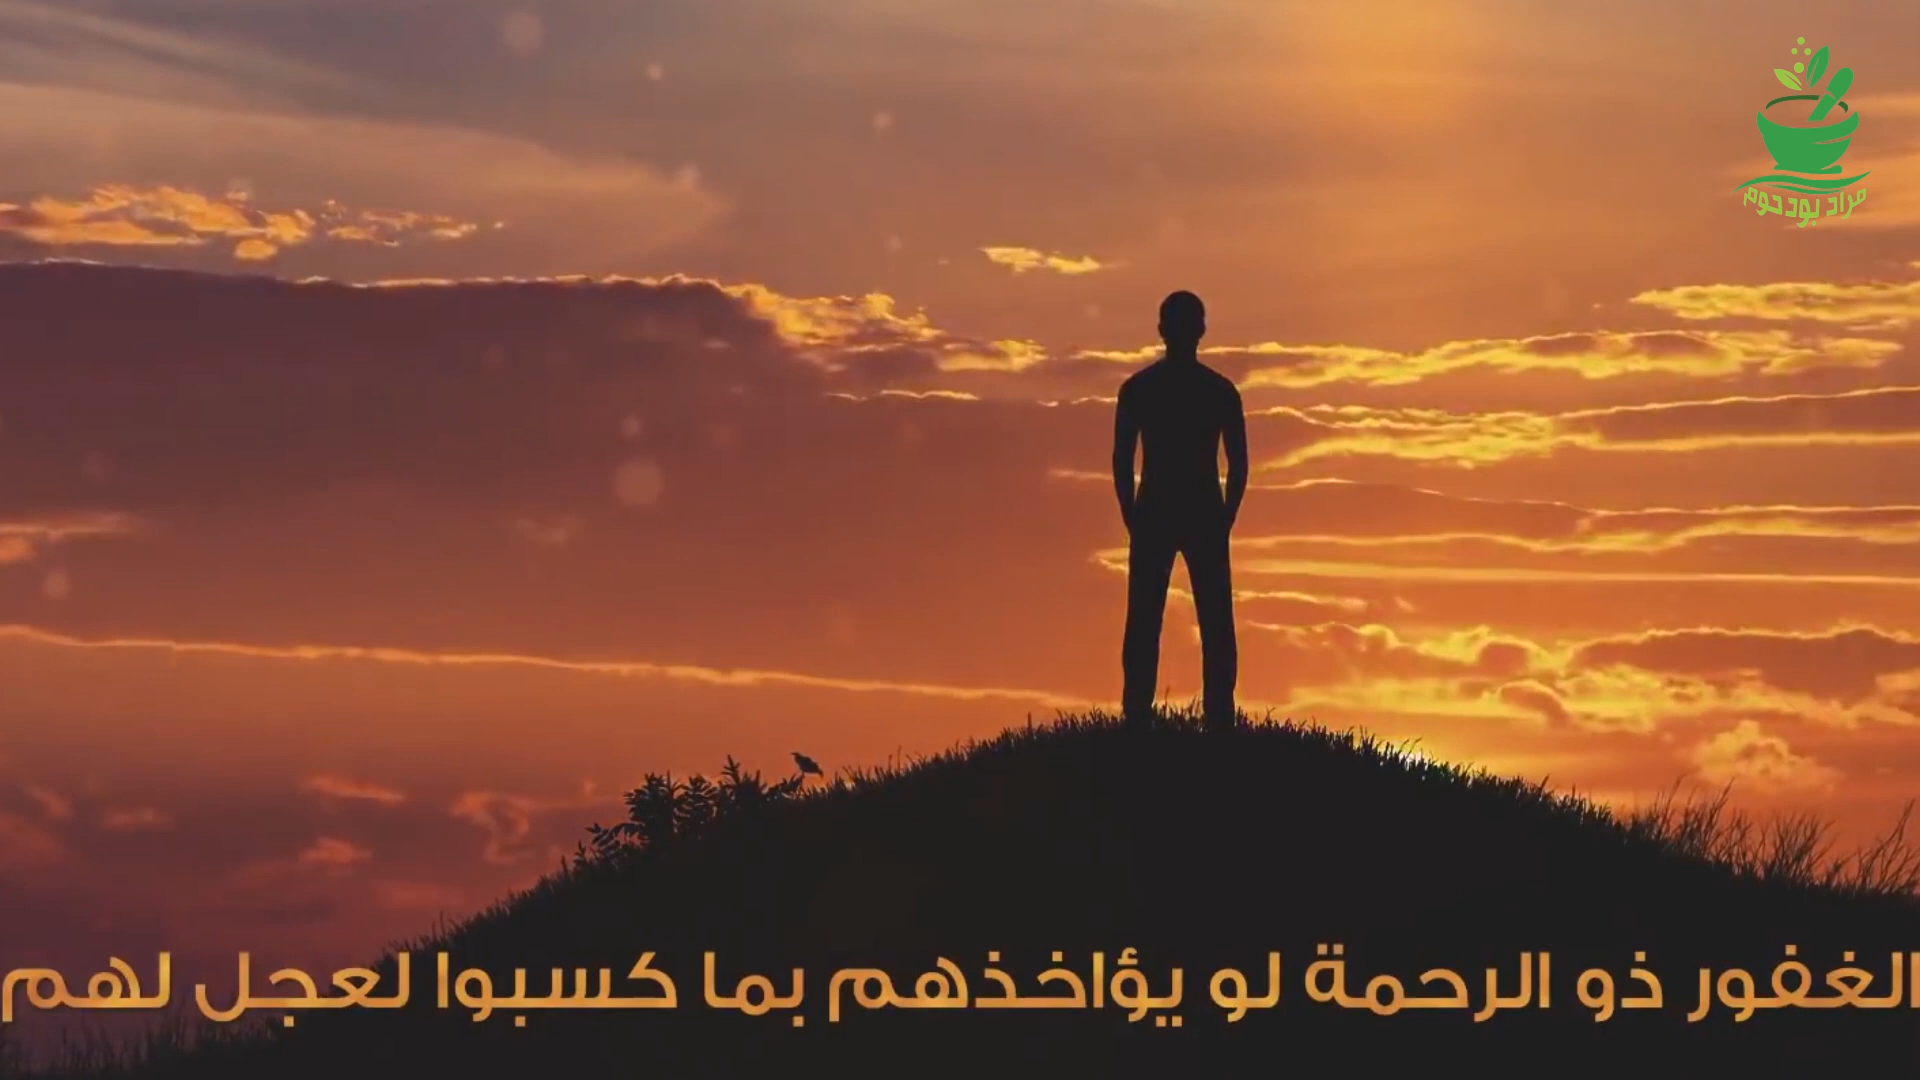 مراد بودحوم
الغفور ذو الرحمة لو يؤاخذهم بما كسبوا لعجل لهم